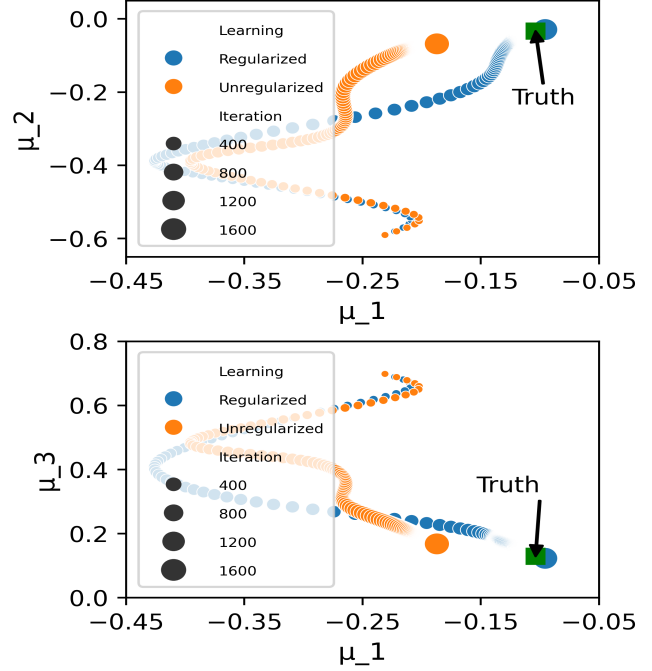 0.0
−0.2
−0.4
−0.6
μ_2
Learning
Regularized
Unregularized
Iteration
400
800
1200
1600
Truth
−0.45
−0.35
−0.25
−0.15
−0.05
μ_1
0.8
0.6
0.4
0.2
0.0
μ_3
Learning
Regularized
Unregularized
Iteration
400
800
1200
1600
Truth
−0.45
−0.35
−0.25
−0.15
−0.05
μ_1